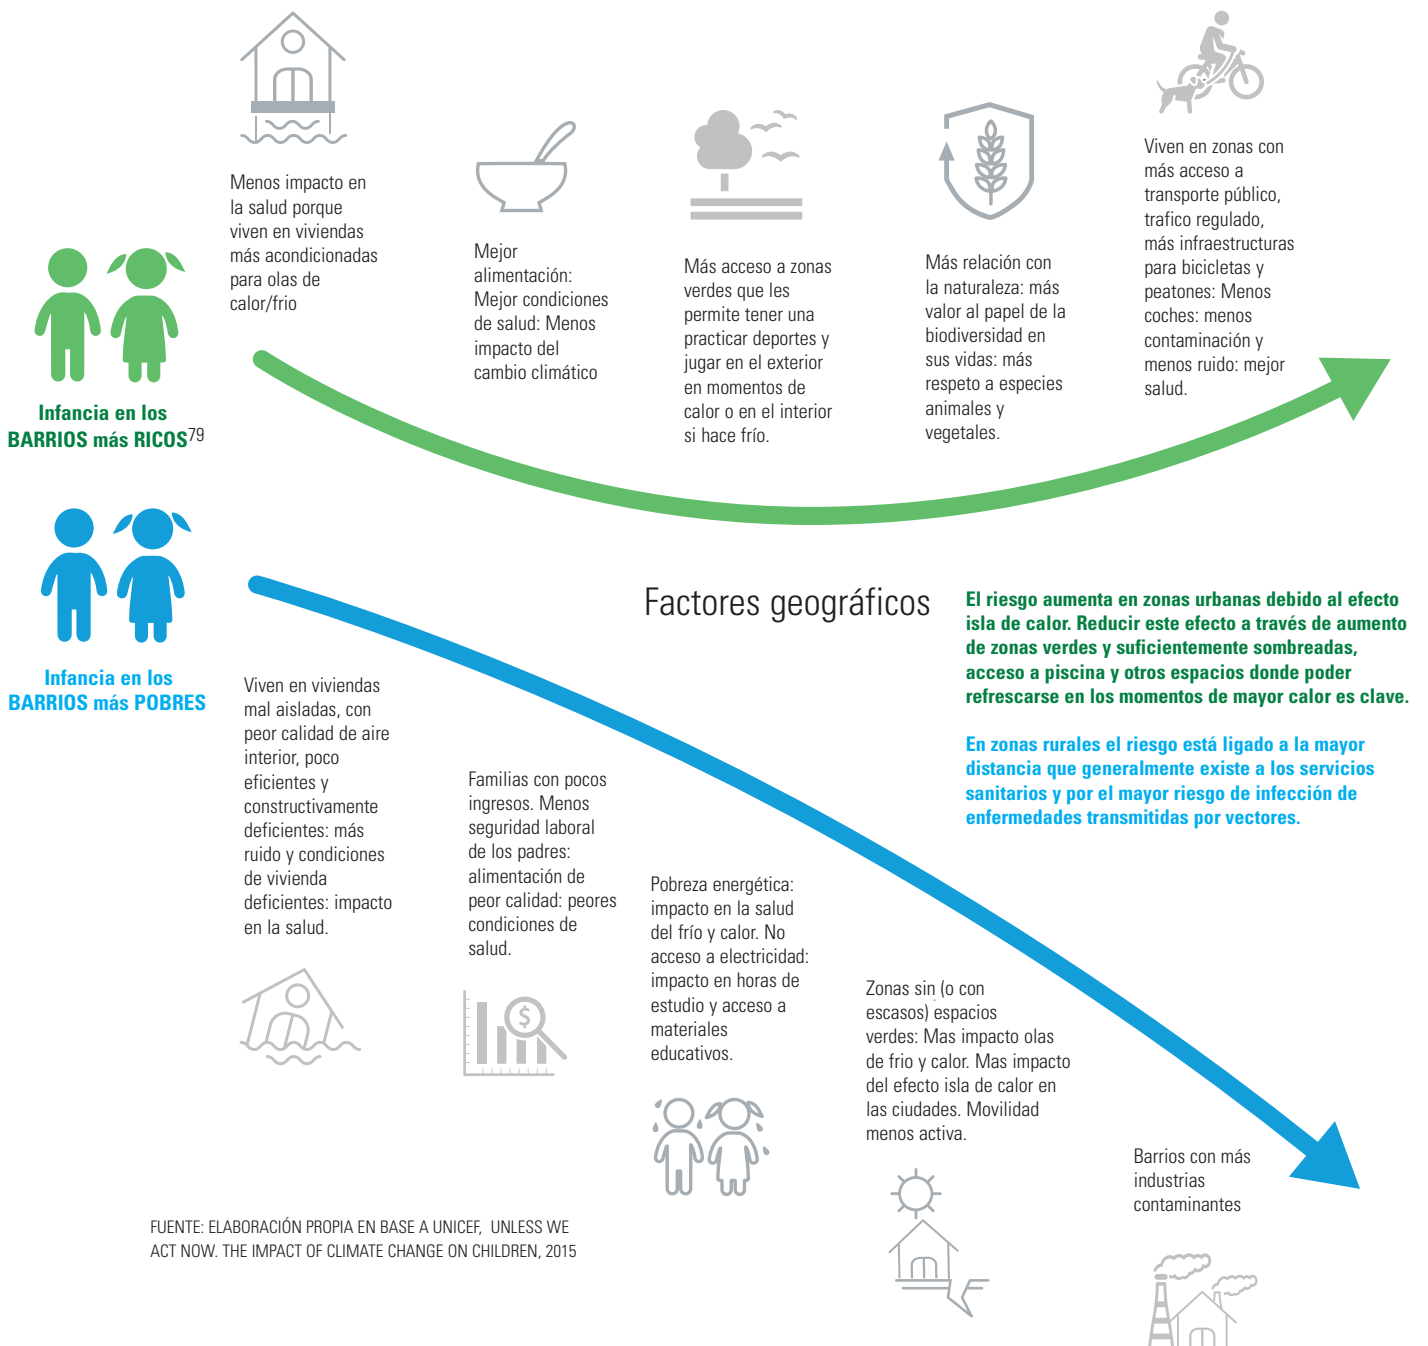 Menos impacto en
la salud porque
viven en viviendas
más acondicionadas
para olas de
calor/frio
Mejor
alimentación:
Mejor condiciones
de salud: Menos
impacto del
cambio climático
Más acceso a zonas
verdes que les
permite tener una
practicar deportes y
jugar en el exterior
en momentos de
calor o en el interior
si hace frío.
Más relación con
la naturaleza: más
valor al papel de la
biodiversidad en
sus vidas: más
respeto a especies
animales y
vegetales.
Viven en zonas con
más acceso a
transporte público,
trafico regulado,
más infraestructuras
para bicicletas y
peatones: Menos
coches: menos
contaminación y
menos ruido: mejor
salud.
Infancia en los
BARRIOS más RICOS79
Infancia en los
BARRIOS más POBRES
Factores geográficos
El riesgo aumenta en zonas urbanas debido al efecto
isla de calor. Reducir este efecto a través de aumento
de zonas verdes y suficientemente sombreadas,
acceso a piscina y otros espacios donde poder
refrescarse en los momentos de mayor calor es clave.
En zonas rurales el riesgo está ligado a la mayor
distancia que generalmente existe a los servicios
sanitarios y por el mayor riesgo de infección de
enfermedades transmitidas por vectores.
Viven en viviendas
mal aisladas, con
peor calidad de aire
interior, poco
eficientes y
constructivamente
deficientes: más
ruido y condiciones
de vivienda
deficientes: impacto
en la salud.
Familias con pocos
ingresos. Menos
seguridad laboral
de los padres:
alimentación de
peor calidad: peores
condiciones de
salud.
$
Pobreza energética:
impacto en la salud
del frío y calor. No
acceso a electricidad:
impacto en horas de
estudio y acceso a
materiales
educativos.
Zonas sin (o con
escasos) espacios
verdes: Mas impacto olas
de frio y calor. Mas impacto
del efecto isla de calor en
las ciudades. Movilidad
menos activa.
Barrios con más
industrias
contaminantes
FUENTE: ELABORACIÓN PROPIA EN BASE A UNICEF, UNLESS WE
ACT NOW. THE IMPACT OF CLIMATE CHANGE ON CHILDREN, 2015